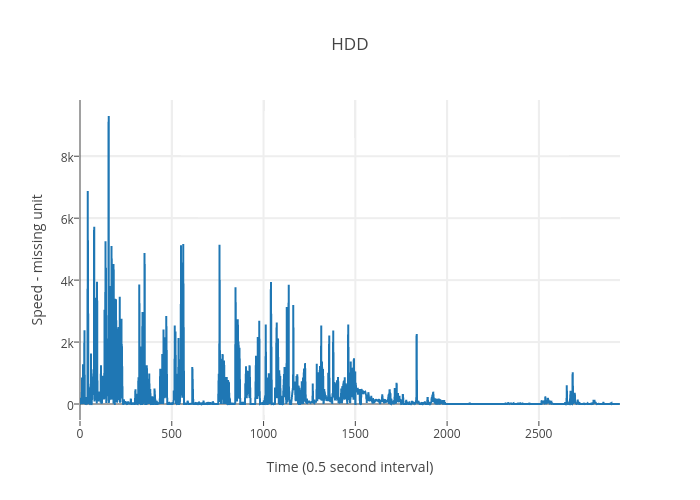 HDD
Speed - missing unit
8k
6k
4k
2k
0
0 500 1000 1500 2000 2500
Time (0.5 second interval)